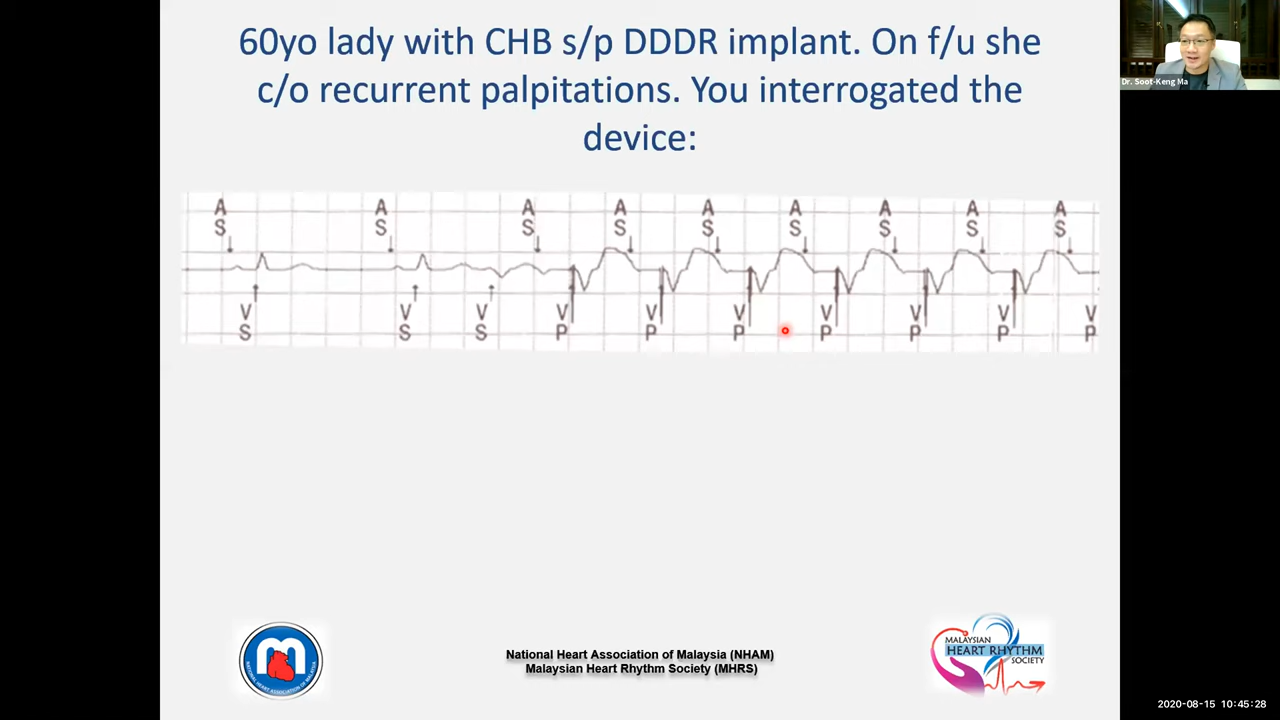 60yo lady with CHB s/p DDDR implant. On f/u she
c/o recurrent palpitations. You interrogated the
device:
Dr. Soot-Keng Ma
A A A A A A A A A
S S S S S S S S S
V V V V V V V V V V
S S S P P P P P P P
MALAYSIAN
HEART RHYTHM
SOCIETY
National Heart Association of Malaysia (NHAM)
Malaysian Heart Rhythm Society (MHRS)
2020-08-15 10:45:28